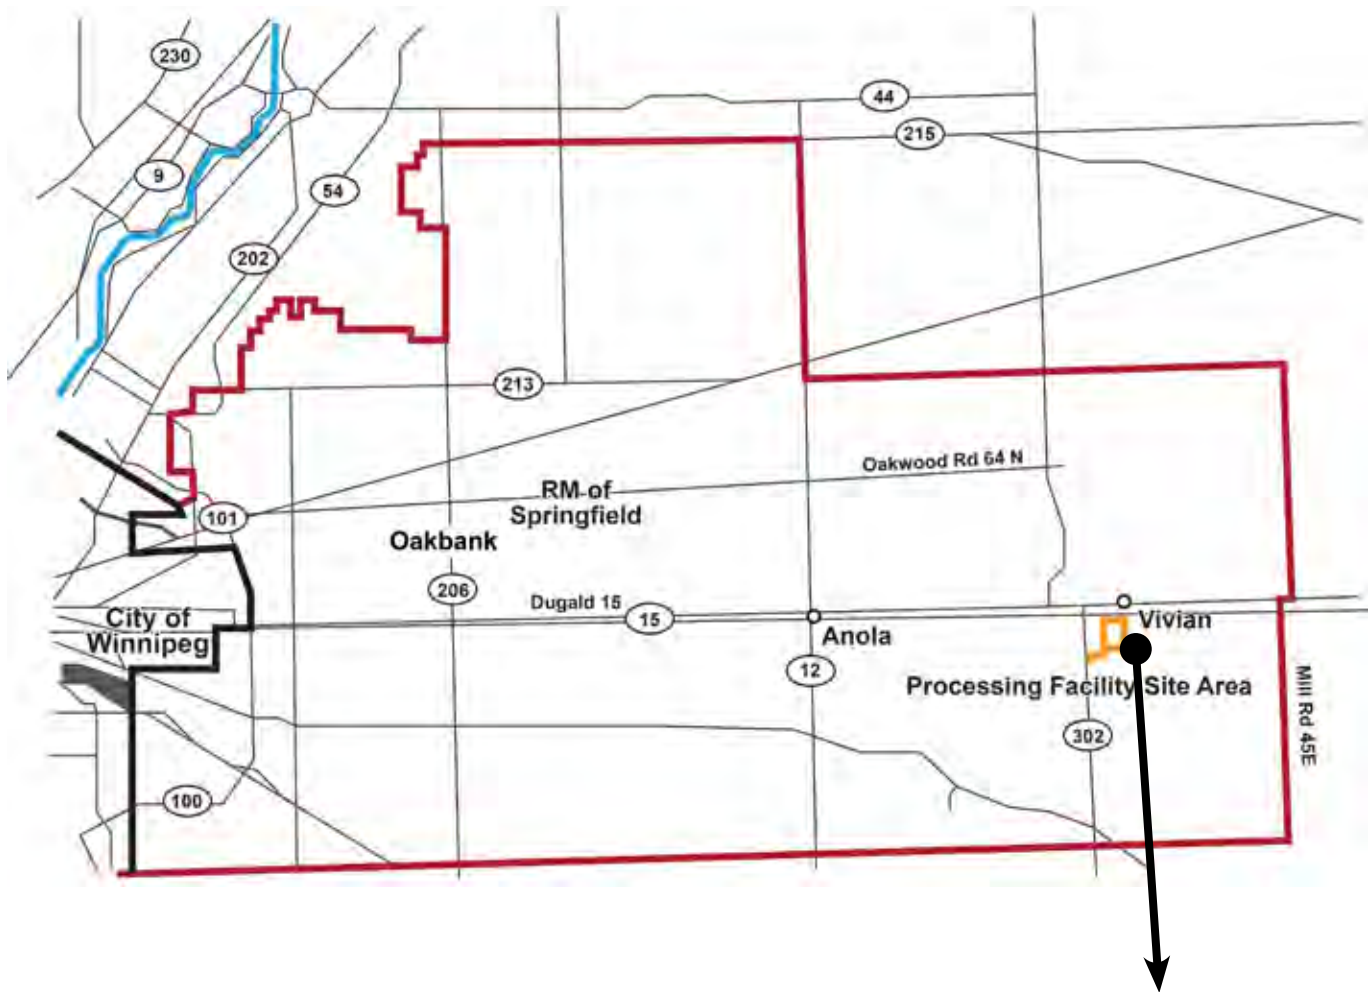 230
44
215
9
54
202
213
Oakwood Rd 64 N
RM of
Springfield
101
Oakbank
206
Dugald 15
15
City of
Winnipeg
Anola
Vivian
12
Processing Facility Site Area
Mill Rd 45E
302
100